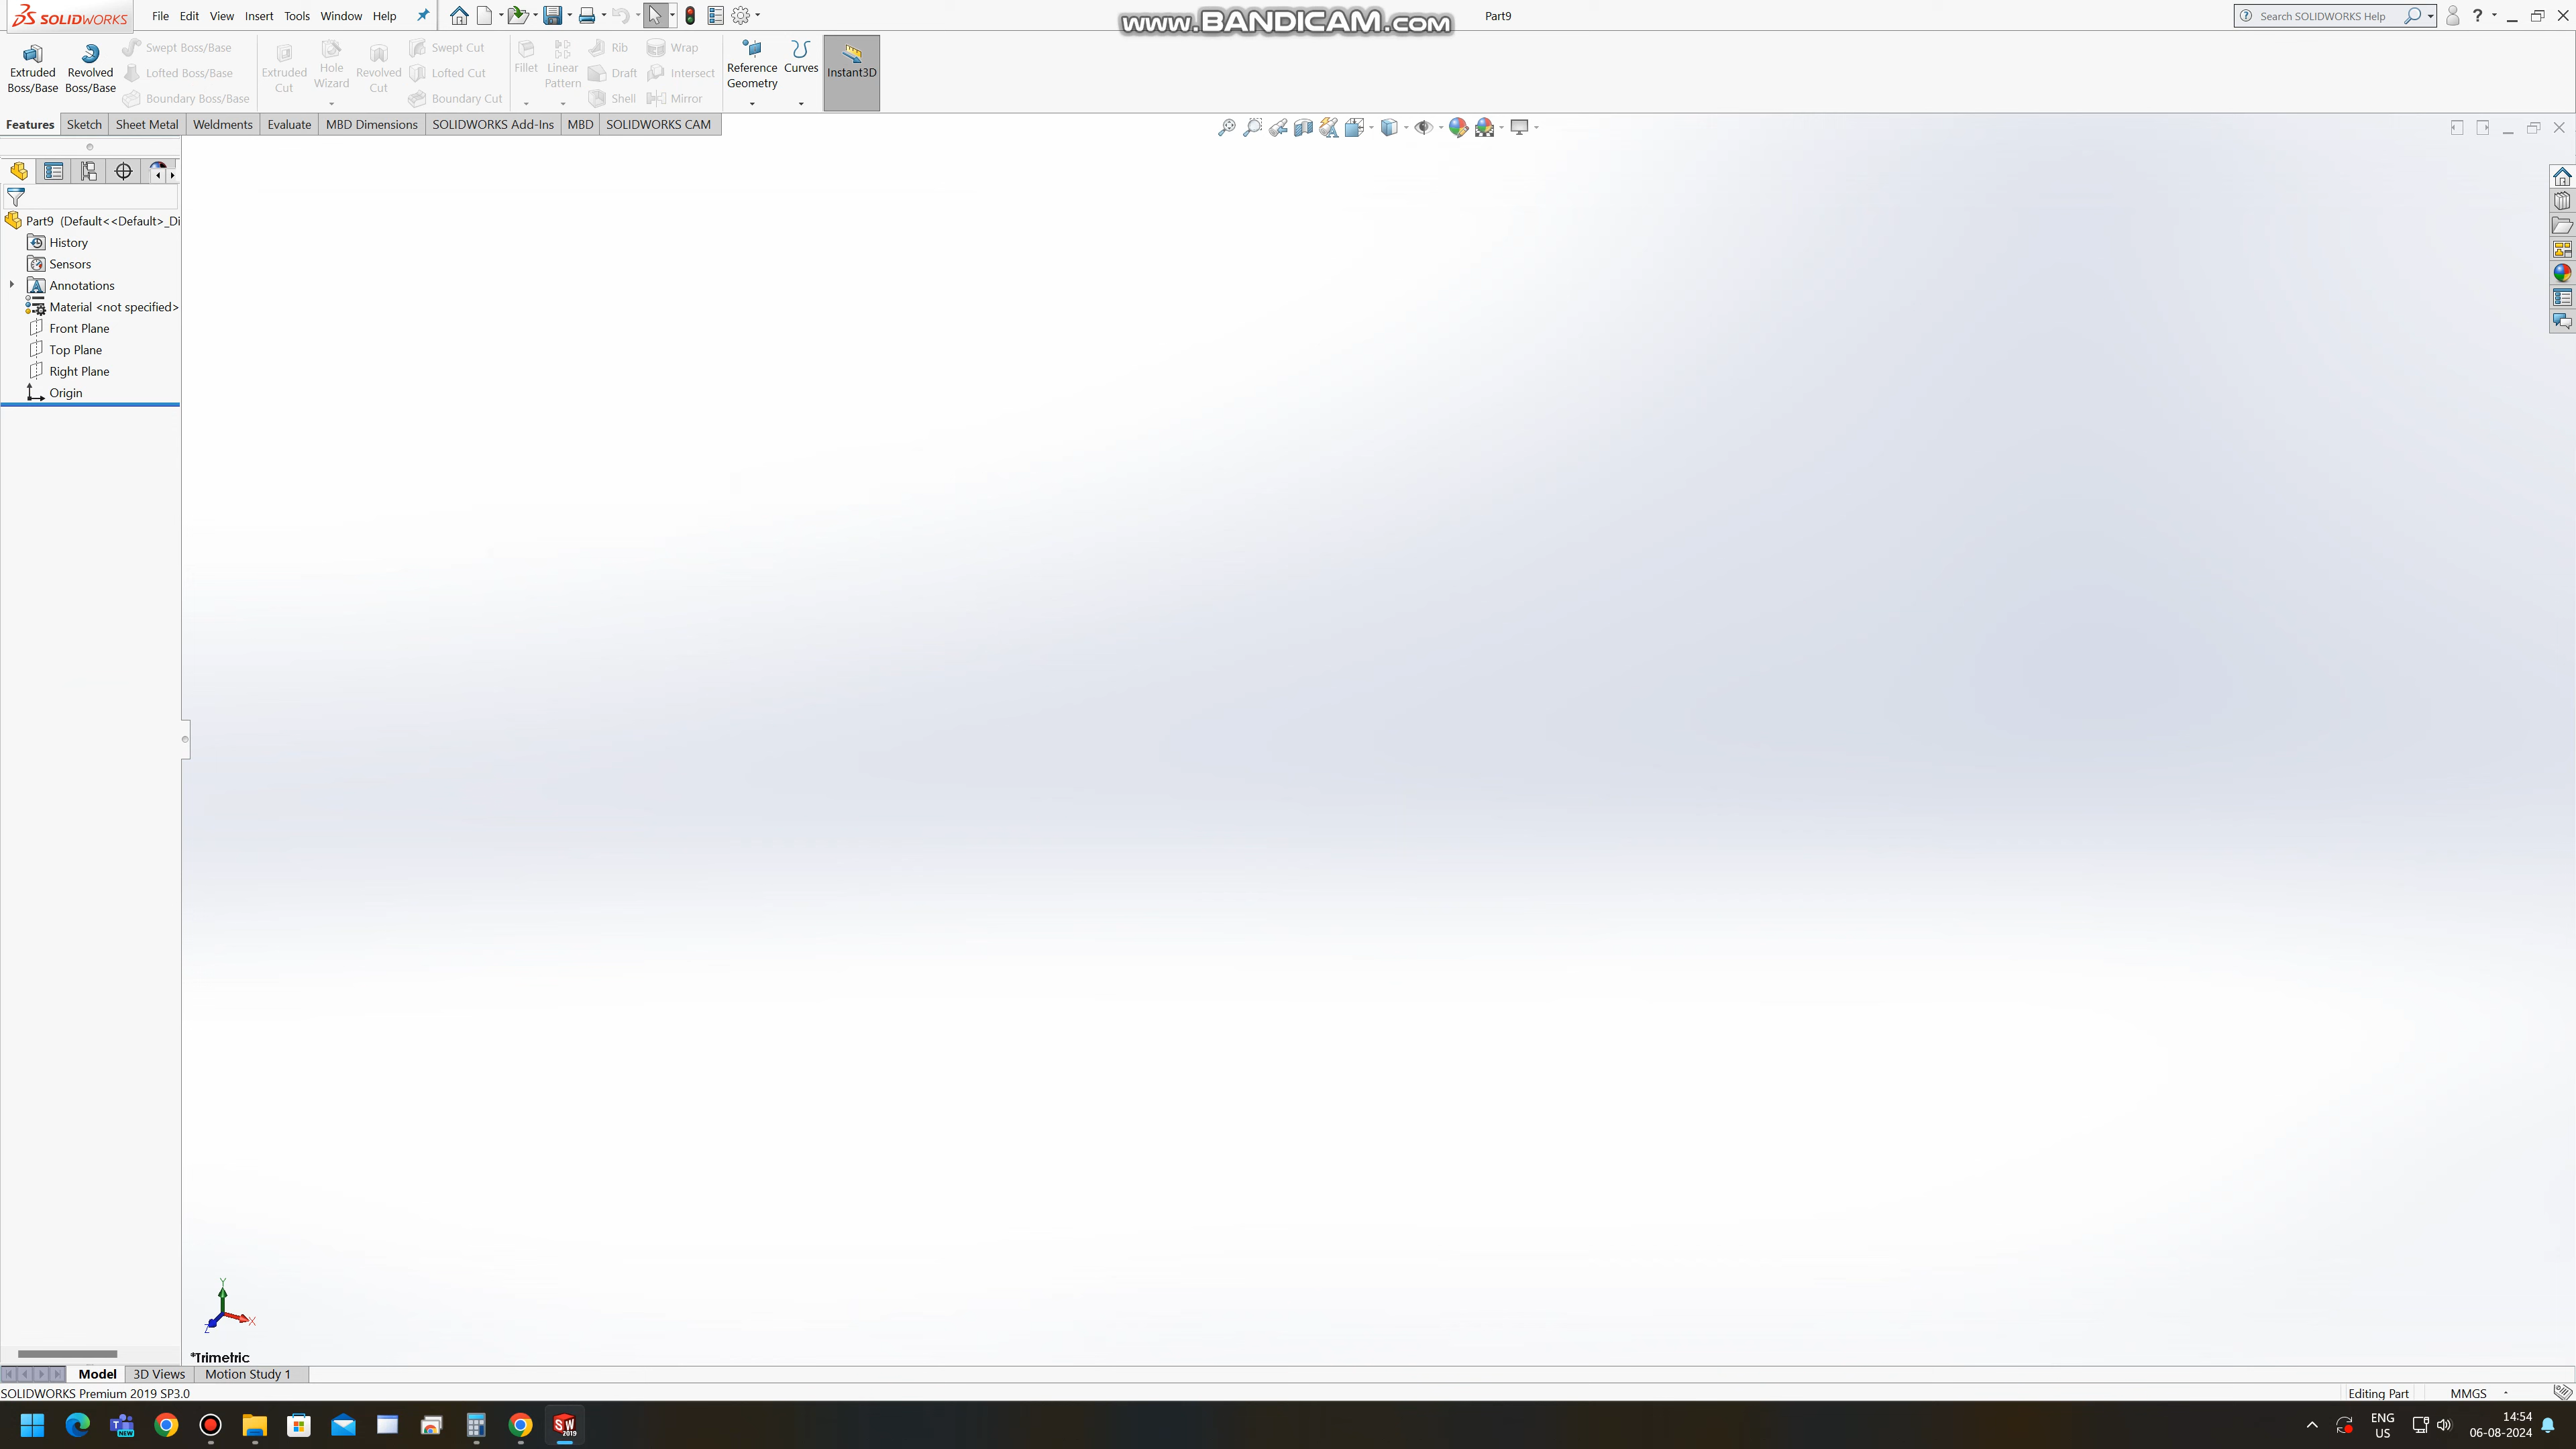 SOLIDWORKS File Edit View Insert Tools Window Help
www.BANDICAM.com
Part9
Search SOLIDWORKS Help
Extruded Boss/Base
Revolved Boss/Base
Swept Boss/Base
Lofted Boss/Base
Boundary Boss/Base
Extruded Cut
Hole Wizard
Revolved Cut
Swept Cut
Lofted Cut
Boundary Cut
Fillet
Linear Pattern
Rib
Draft
Shell
Wrap
Intersect
Mirror
Reference Geometry
Curves
Instant3D
Features Sketch Sheet Metal Weldments Evaluate MBD Dimensions SOLIDWORKS Add-Ins MBD SOLIDWORKS CAM
Part9 (Default<<Default>_Di
History
Sensors
Annotations
Material <not specified>
Front Plane
Top Plane
Right Plane
Origin
Y
X
Z
*Trimetric
Model 3D Views Motion Study 1
SOLIDWORKS Premium 2019 SP3.0
Editing Part
MMGS
NEW
SW
2019
ENG
US
14:54
06-08-2024